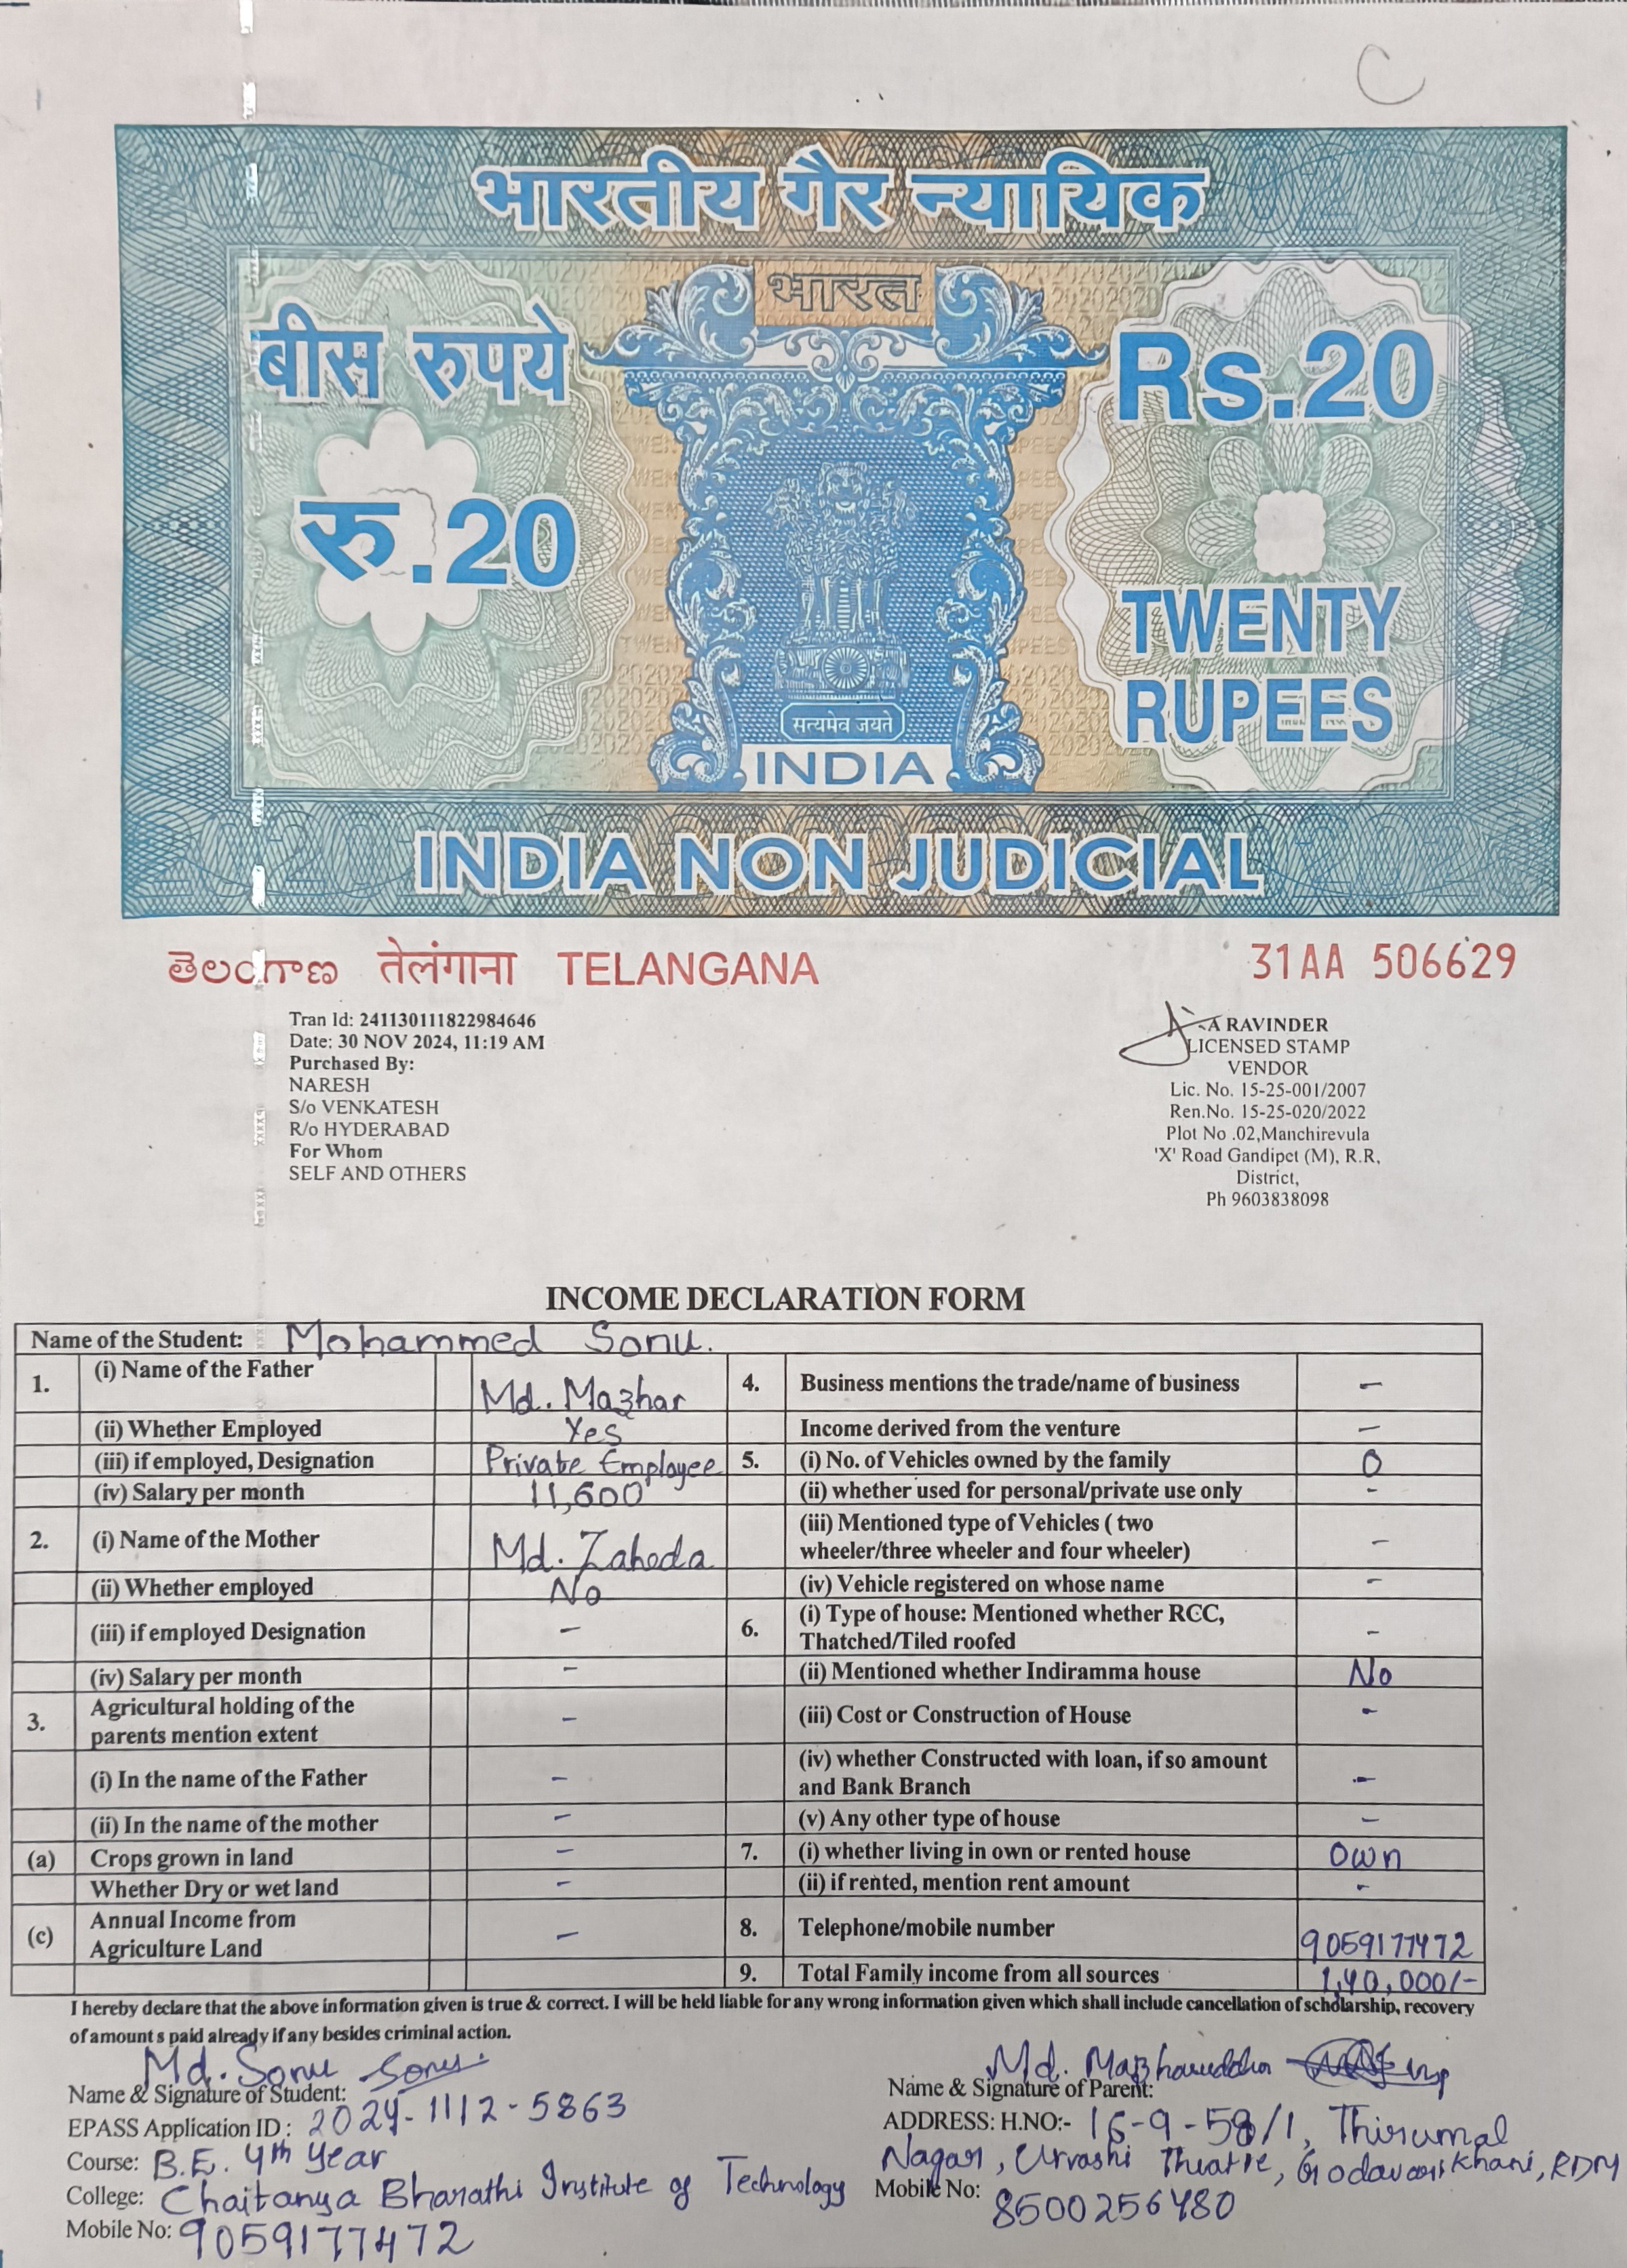 C
भारतीय गैर न्यायिक
भारत
बीस रुपये
Rs.20
रु.20
TWENTY
RUPEES
सत्यमेव जयते
INDIA
INDIA NON JUDICIAL
తెలంగాణ तेलंगाना TELANGANA
31AA 506629
Tran Id: 241130111822984646
Date: 30 NOV 2024, 11:19 AM
Purchased By:
NARESH
S/o VENKATESH
R/o HYDERABAD
For Whom
SELF AND OTHERS
A RAVINDER
LICENSED STAMP
VENDOR
Lic. No. 15-25-001/2007
Ren.No. 15-25-020/2022
Plot No .02,Manchirevula
'X' Road Gandipet (M), R.R,
District,
Ph 9603838098
INCOME DECLARATION FORM
Name of the Student: Mohammed Sonu.
1. (i) Name of the Father Md. Mazhar
(ii) Whether Employed Yes
(iii) if employed, Designation Private Employee
(iv) Salary per month 11,600
2. (i) Name of the Mother Md. Zaheda
(ii) Whether employed No
(iii) if employed Designation -
(iv) Salary per month -
3. Agricultural holding of the
parents mention extent -
(i) In the name of the Father -
(ii) In the name of the mother -
(a) Crops grown in land -
Whether Dry or wet land -
(c) Annual Income from
Agriculture Land -
4. Business mentions the trade/name of business -
Income derived from the venture -
5. (i) No. of Vehicles owned by the family 0
(ii) whether used for personal/private use only -
(iii) Mentioned type of Vehicles ( two
wheeler/three wheeler and four wheeler) -
(iv) Vehicle registered on whose name -
6. (i) Type of house: Mentioned whether RCC,
Thatched/Tiled roofed -
(ii) Mentioned whether Indiramma house No
(iii) Cost or Construction of House -
(iv) whether Constructed with loan, if so amount
and Bank Branch -
(v) Any other type of house -
7. (i) whether living in own or rented house Own
(ii) if rented, mention rent amount -
8. Telephone/mobile number 9059177472
9. Total Family income from all sources 1,40,000/-
I hereby declare that the above information given is true & correct. I will be held liable for any wrong information given which shall include cancellation of scholarship, recovery
of amount s paid already if any besides criminal action.
Md. Sonu Sonu.
Name & Signature of Student:
EPASS Application ID : 2024-1112-5863
Course: B.E. 4th Year
College: Chaitanya Bharathi Institute of Technology
Mobile No: 9059177472
Md. Mazharuddin
Name & Signature of Parent:
ADDRESS: H.NO:- 16-9-58/1, Thirumal
Nagar, Urvashi Theatre, Godavarikhani, RDM
Mobile No: 8500256480